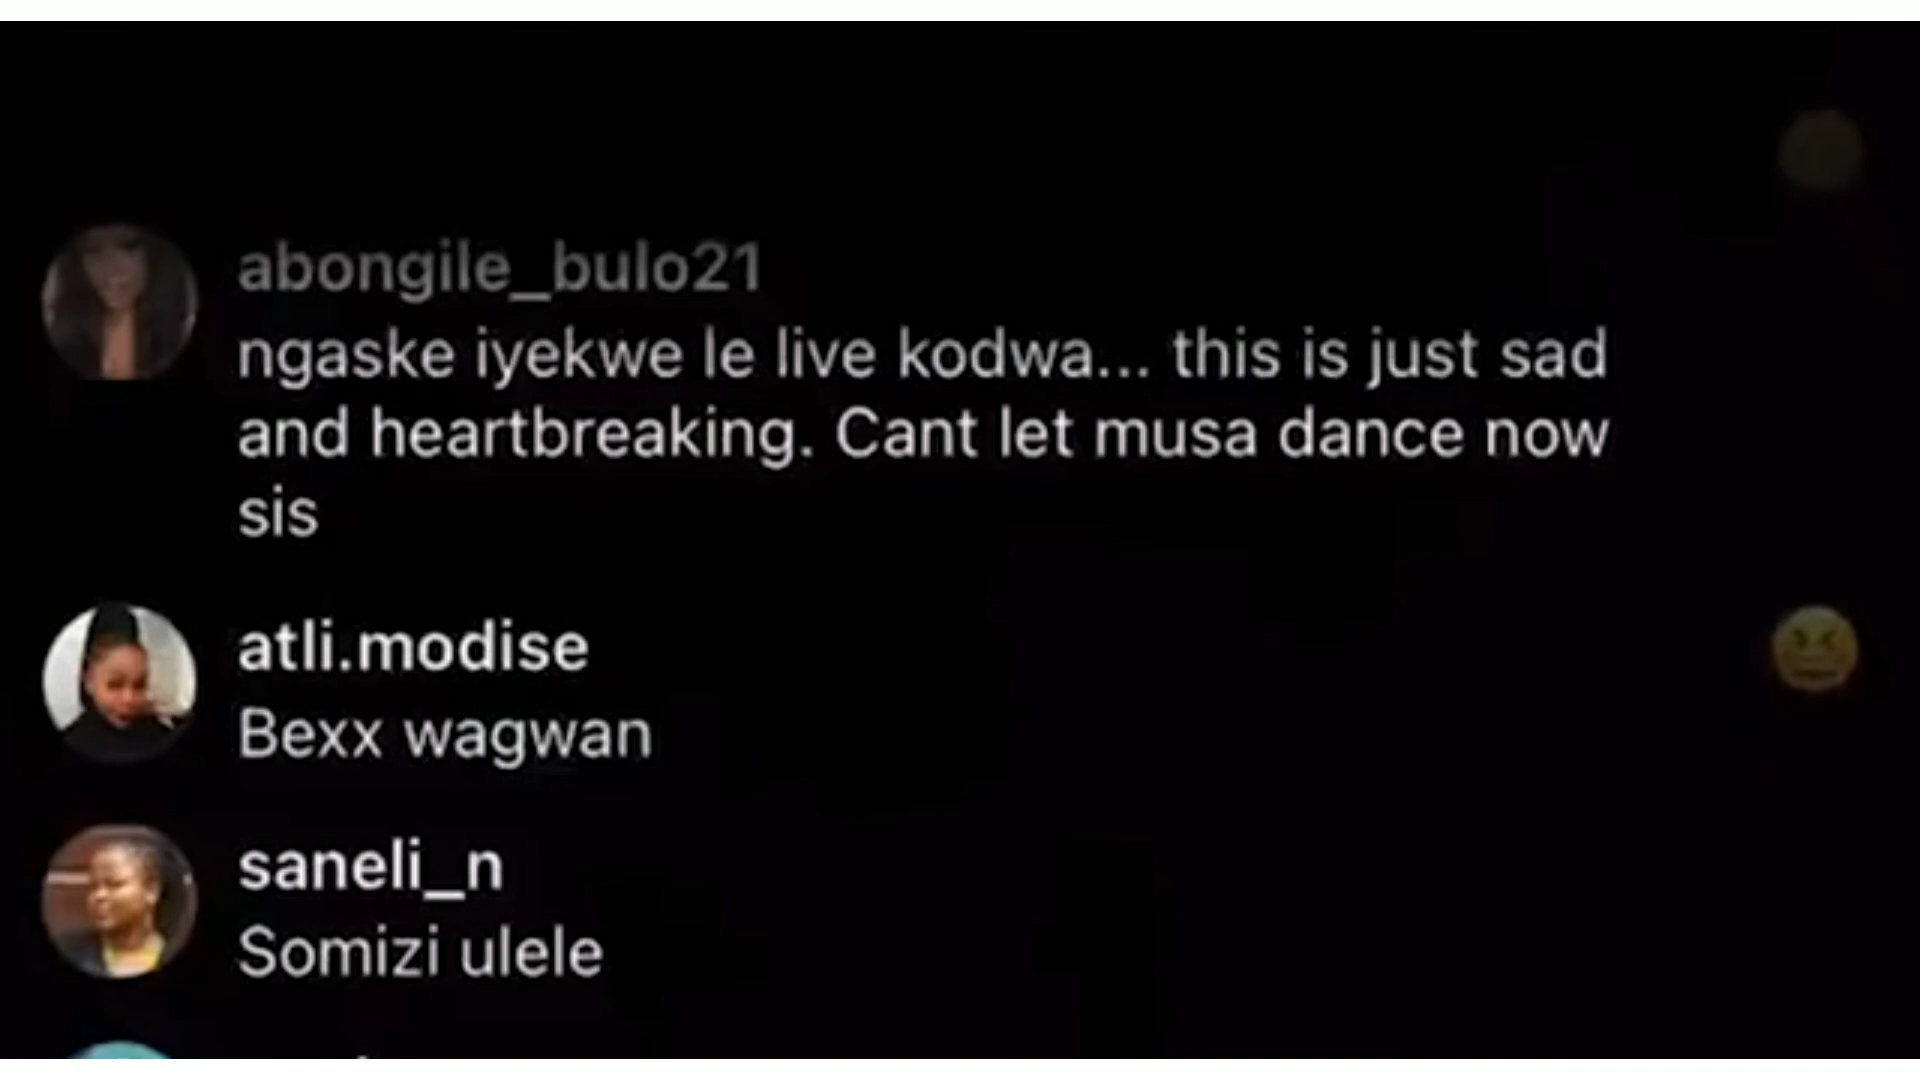 abongile_bulo21
ngaske iyekwe le live kodwa... this is just sad
and heartbreaking. Cant let musa dance now
sis
atli.modise
Bexx wagwan
saneli_n
Somizi ulele